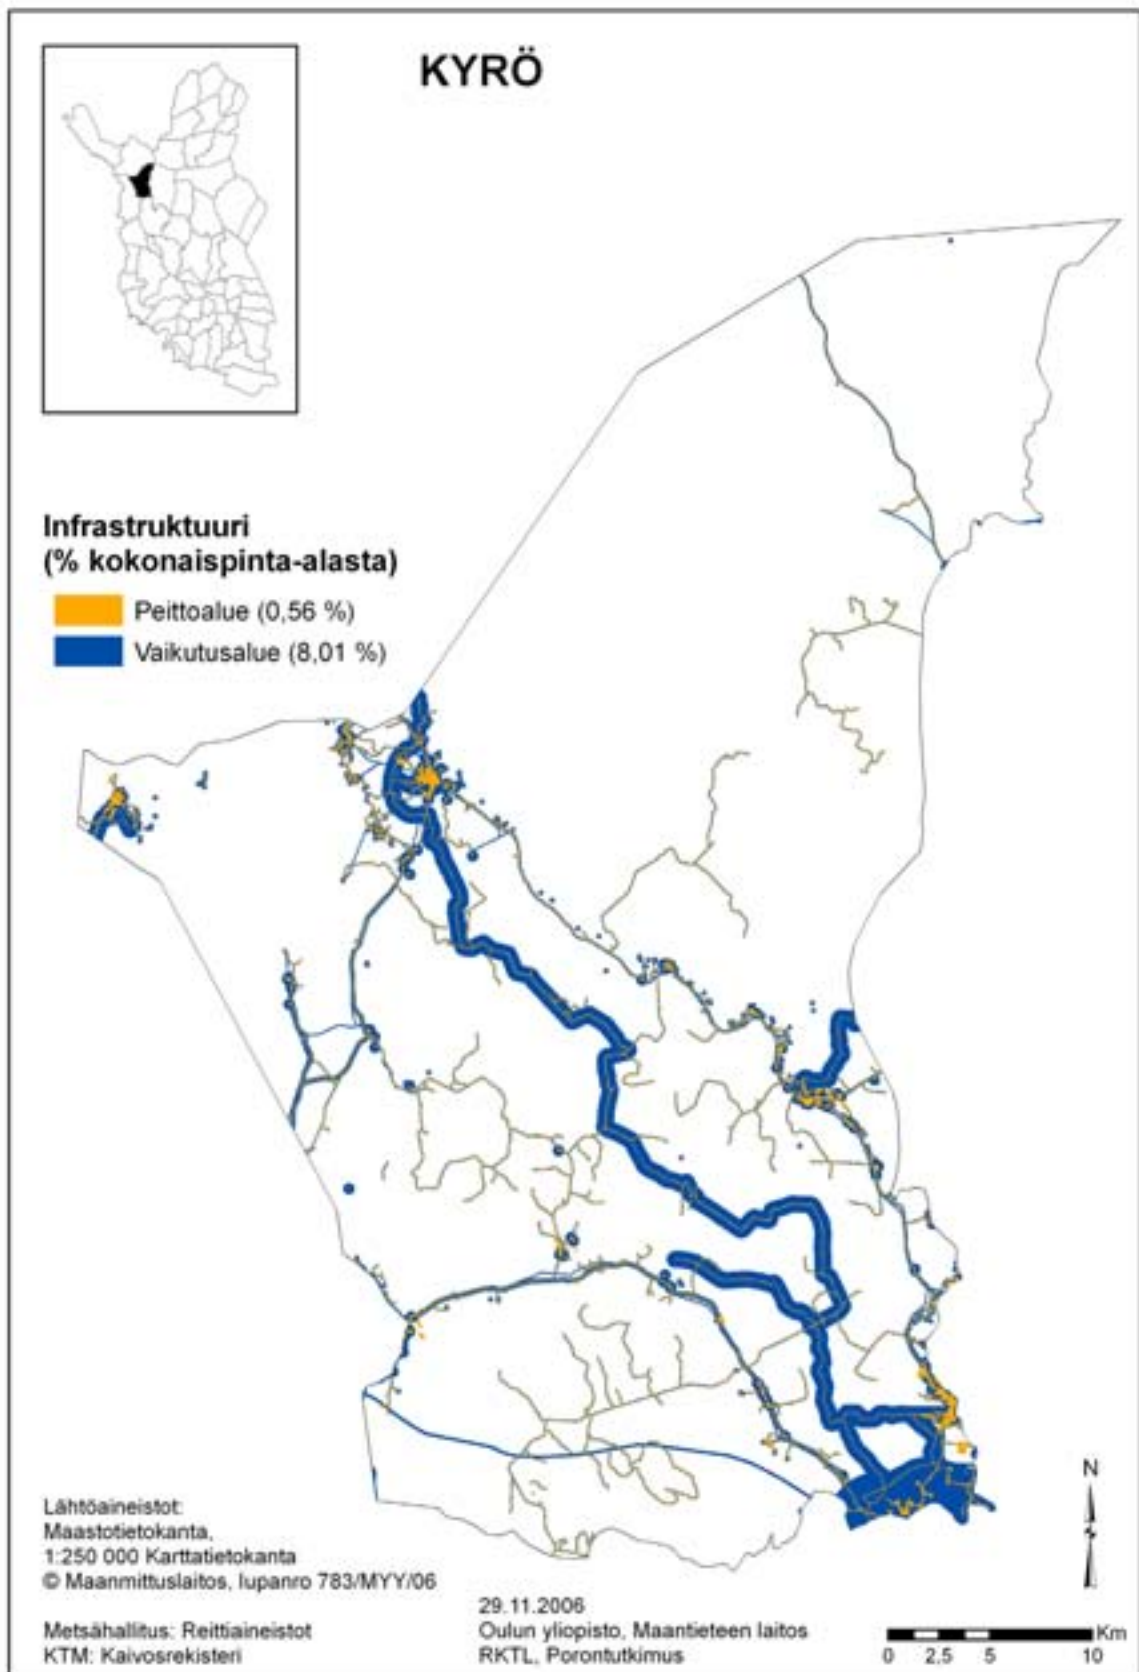 KYRÖ
Infrastruktuuri
(% kokonaispinta-alasta)
Peittoalue (0,56 %)
Vaikutusalue (8,01 %)
Lähtöaineistot:
Maastotietokanta,
1:250 000 Karttatietokanta
© Maanmittuslaitos, lupanro 783/MYY/06
Metsähallitus: Reittiaineistot
KTM: Kaivosrekisteri
29.11.2006
Oulun yliopisto, Maantieteen laitos
RKTL, Porontutkimus
N
Km
0 2,5 5 10